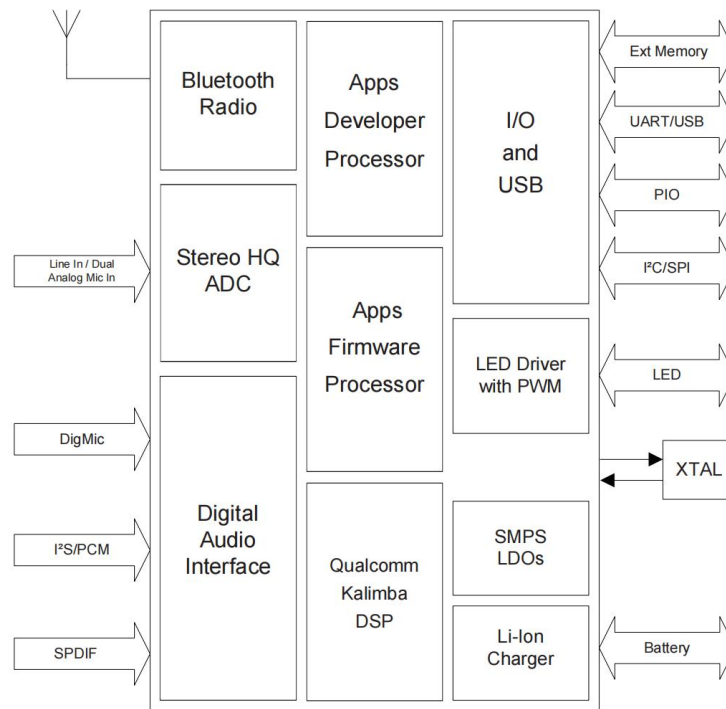 Bluetooth
Radio
Apps
Developer
Processor
I/O
and
USB
Ext Memory
UART/USB
PIO
I²C/SPI
Line In / Dual
Analog Mic In
Stereo HQ
ADC
Apps
Firmware
Processor
LED Driver
with PWM
LED
DigMic
XTAL
Digital
Audio
Interface
I²S/PCM
Qualcomm
Kalimba
DSP
SMPS
LDOs
SPDIF
Li-Ion
Charger
Battery